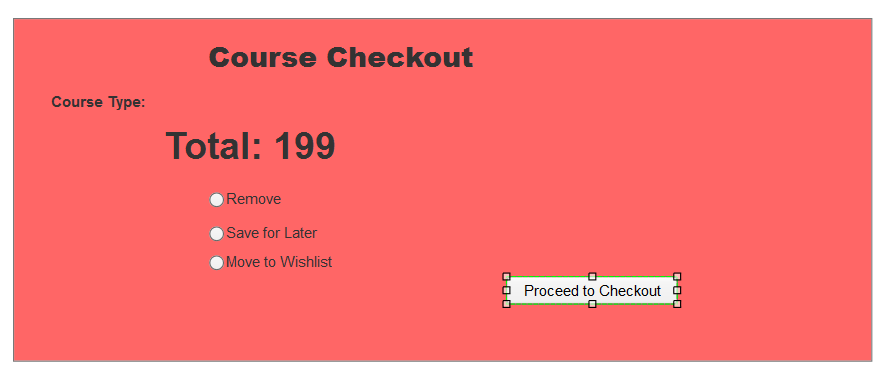 Course Checkout
Course Type:
Total: 199
Remove
Save for Later
Move to Wishlist
Proceed to Checkout